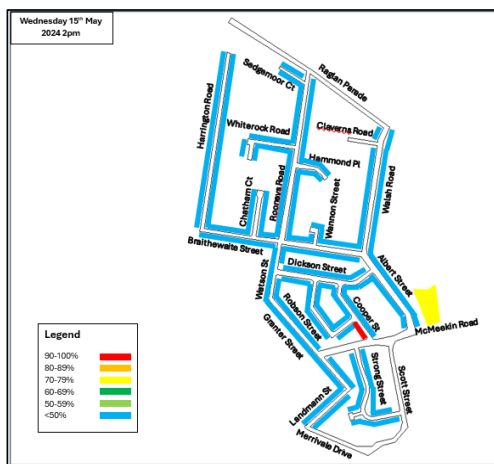 Wednesday 15th May
2024 2pm
Raglan Parade
Sedgemoor Ct
Harrington Road
Claverns Road
Whiterock Road
Hammond Pl
Walsh Road
Chetham Ct
Rooneys Road
Wannon Street
Braithwaite Street
Dickson Street
Albert Street
Watson St
Robson Street
Cooper St
McMeekin Road
Granter Street
Strong Street
Scott Street
Landmann St
Merrivale Drive
Legend
90-100%
80-89%
70-79%
60-69%
50-59%
<50%